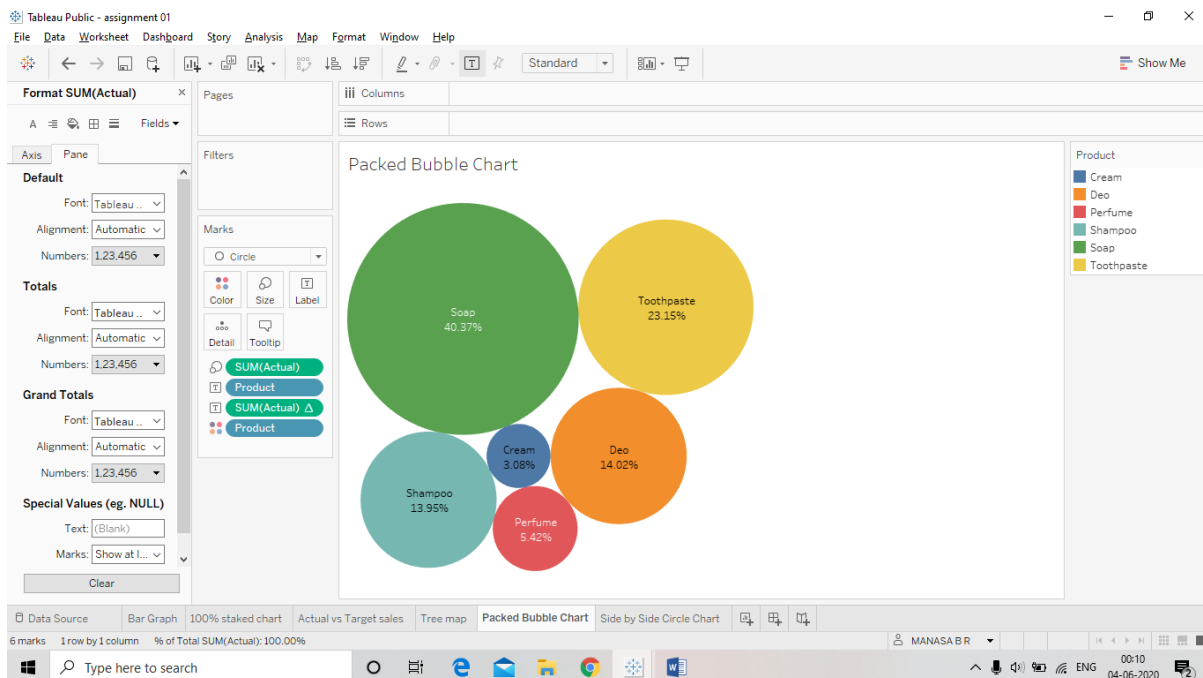 Tableau Public - assignment 01
File Data Worksheet Dashboard Story Analysis Map Format Window Help
Standard
Show Me
Format SUM(Actual)
Fields
Axis Pane
Default
Font: Tableau ..
Alignment: Automatic
Numbers: 1,23,456
Totals
Font: Tableau ..
Alignment: Automatic
Numbers: 1,23,456
Grand Totals
Font: Tableau ..
Alignment: Automatic
Numbers: 1,23,456
Special Values (eg. NULL)
Text: (Blank)
Marks: Show at I...
Clear
Pages
Filters
Marks
Circle
Color Size Label
Detail Tooltip
SUM(Actual)
Product
SUM(Actual) Δ
Product
Columns
Rows
Packed Bubble Chart
Soap
40.37%
Toothpaste
23.15%
Cream
3.08%
Deo
14.02%
Shampoo
13.95%
Perfume
5.42%
Product
Cream
Deo
Perfume
Shampoo
Soap
Toothpaste
Data Source Bar Graph 100% staked chart Actual vs Target sales Tree map Packed Bubble Chart Side by Side Circle Chart
6 marks 1 row by 1 column % of Total SUM(Actual): 100.00% MANASA B R
Type here to search
ENG
00:10
04-06-2020
2